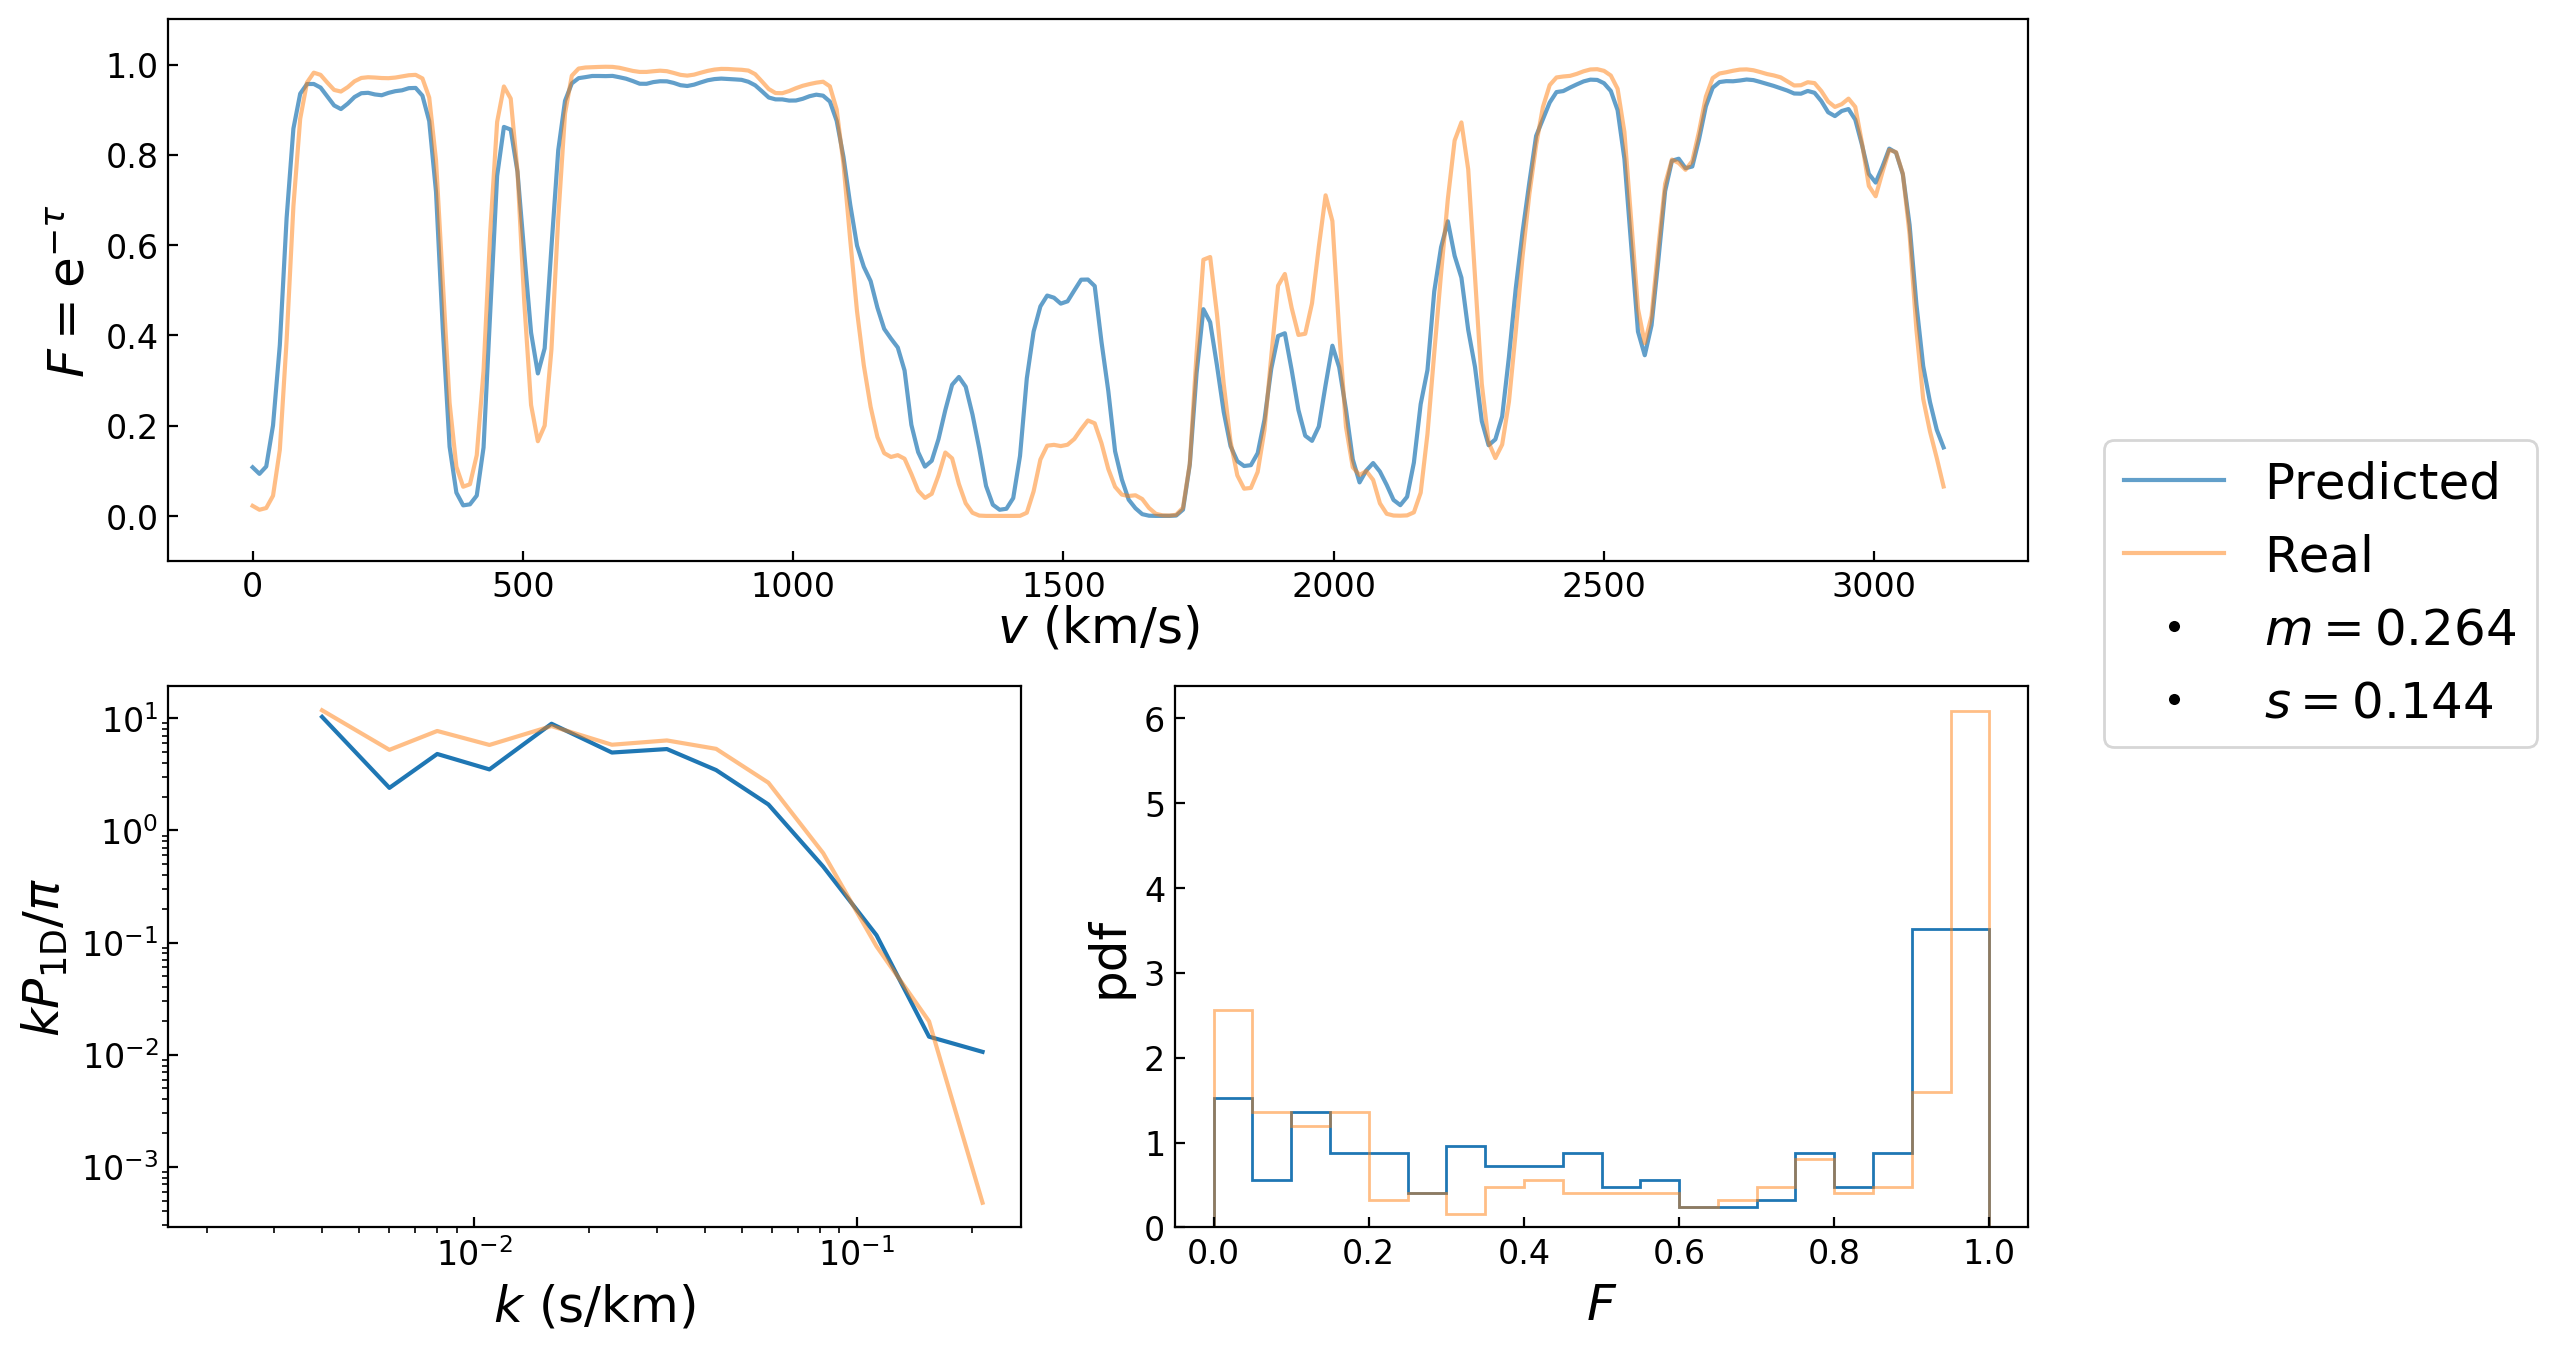 F = e^{-τ}
1.0
0.8
0.6
0.4
0.2
0.0
0 500 1000 1500 2000 2500 3000
v (km/s)
Predicted
Real
m = 0.264
s = 0.144
kP_{1D}/π
10^1
10^0
10^{-1}
10^{-2}
10^{-3}
10^{-2} 10^{-1}
k (s/km)
pdf
6
5
4
3
2
1
0
0.0 0.2 0.4 0.6 0.8 1.0
F